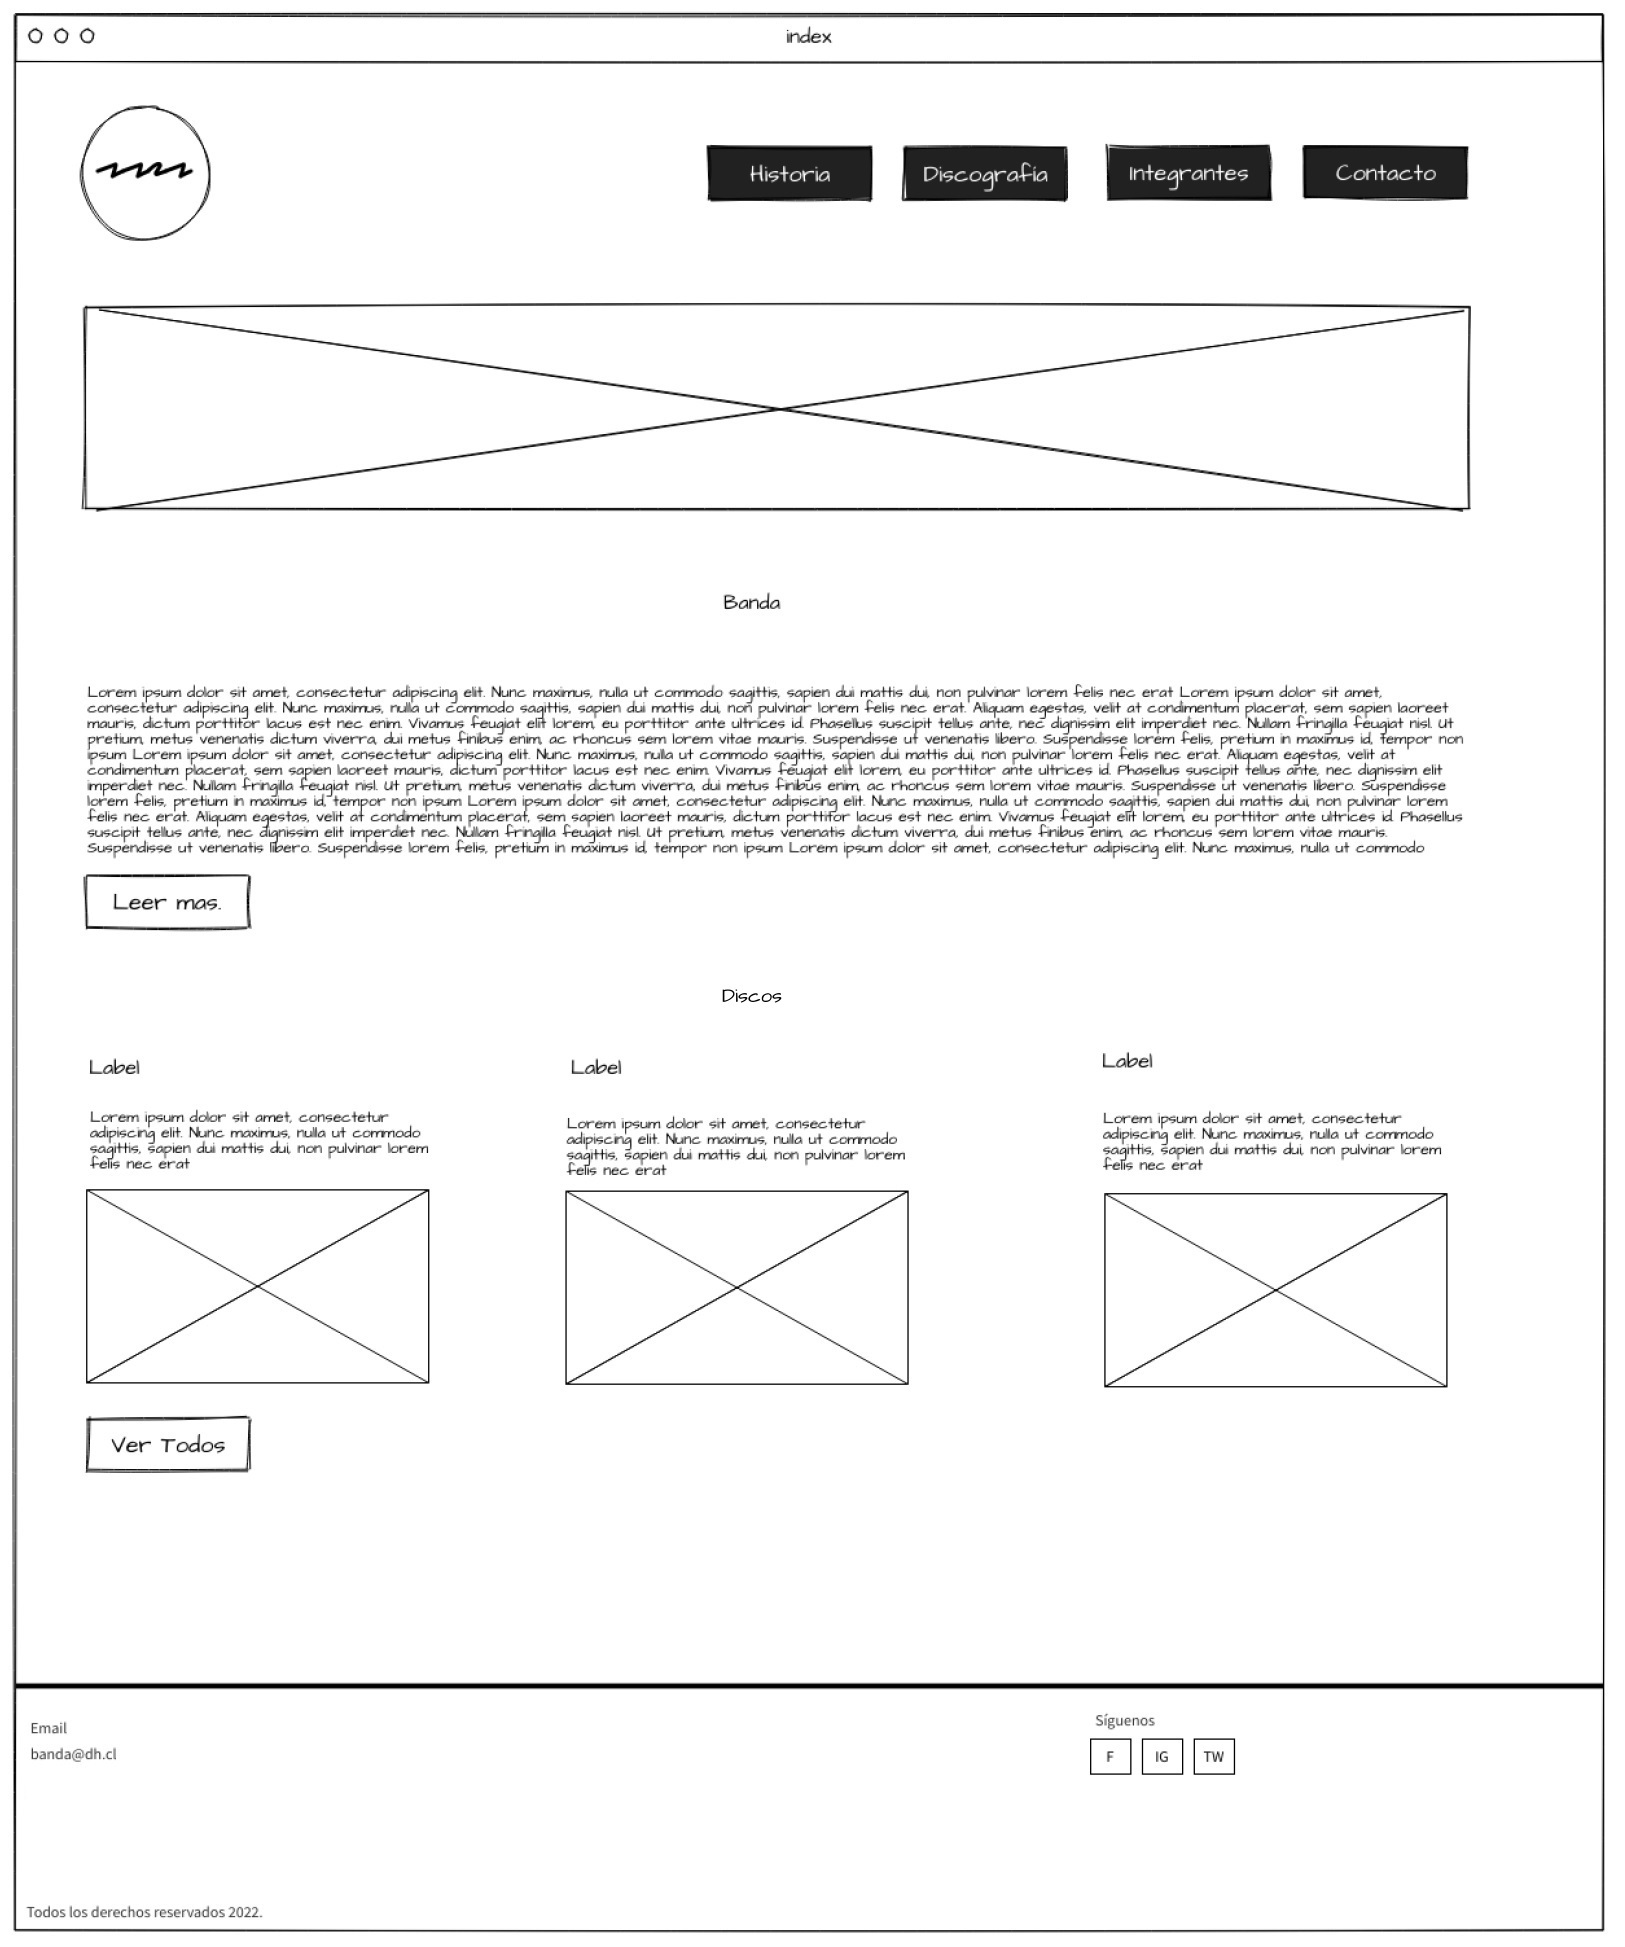 index
Historia
Discografía
Integrantes
Contacto
Banda
Lorem ipsum dolor sit amet, consectetur adipiscing elit. Nunc maximus, nulla ut commodo sagittis, sapien dui mattis dui, non pulvinar lorem felis nec erat Lorem ipsum dolor sit amet,
consectetur adipiscing elit. Nunc maximus, nulla ut commodo sagittis, sapien dui mattis dui, non pulvinar lorem felis nec erat. Aliquam egestas, velit at condimentum placerat, sem sapien laoreet
mauris, dictum porttitor lacus est nec enim. Vivamus feugiat elit lorem, eu porttitor ante ultrices id. Phasellus suscipit tellus ante, nec dignissim elit imperdiet nec. Nullam fringilla feugiat nisl. Ut
pretium, metus venenatis dictum viverra, dui metus finibus enim, ac rhoncus sem lorem vitae mauris. Suspendisse ut venenatis libero. Suspendisse lorem felis, pretium in maximus id, tempor non
ipsum Lorem ipsum dolor sit amet, consectetur adipiscing elit. Nunc maximus, nulla ut commodo sagittis, sapien dui mattis dui, non pulvinar lorem felis nec erat. Aliquam egestas, velit at
condimentum placerat, sem sapien laoreet mauris, dictum porttitor lacus est nec enim. Vivamus feugiat elit lorem, eu porttitor ante ultrices id. Phasellus suscipit tellus ante, nec dignissim elit
imperdiet nec. Nullam fringilla feugiat nisl. Ut pretium, metus venenatis dictum viverra, dui metus finibus enim, ac rhoncus sem lorem vitae mauris. Suspendisse ut venenatis libero. Suspendisse
lorem felis, pretium in maximus id, tempor non ipsum Lorem ipsum dolor sit amet, consectetur adipiscing elit. Nunc maximus, nulla ut commodo sagittis, sapien dui mattis dui, non pulvinar lorem
felis nec erat. Aliquam egestas, velit at condimentum placerat, sem sapien laoreet mauris, dictum porttitor lacus est nec enim. Vivamus feugiat elit lorem, eu porttitor ante ultrices id. Phasellus
suscipit tellus ante, nec dignissim elit imperdiet nec. Nullam fringilla feugiat nisl. Ut pretium, metus venenatis dictum viverra, dui metus finibus enim, ac rhoncus sem lorem vitae mauris.
Suspendisse ut venenatis libero. Suspendisse lorem felis, pretium in maximus id, tempor non ipsum Lorem ipsum dolor sit amet, consectetur adipiscing elit. Nunc maximus, nulla ut commodo
Leer mas.
Discos
Label
Lorem ipsum dolor sit amet, consectetur
adipiscing elit. Nunc maximus, nulla ut commodo
sagittis, sapien dui mattis dui, non pulvinar lorem
felis nec erat
Label
Lorem ipsum dolor sit amet, consectetur
adipiscing elit. Nunc maximus, nulla ut commodo
sagittis, sapien dui mattis dui, non pulvinar lorem
felis nec erat
Label
Lorem ipsum dolor sit amet, consectetur
adipiscing elit. Nunc maximus, nulla ut commodo
sagittis, sapien dui mattis dui, non pulvinar lorem
felis nec erat
Ver Todos
Email
banda@dh.cl
Síguenos
F
IG
TW
Todos los derechos reservados 2022.